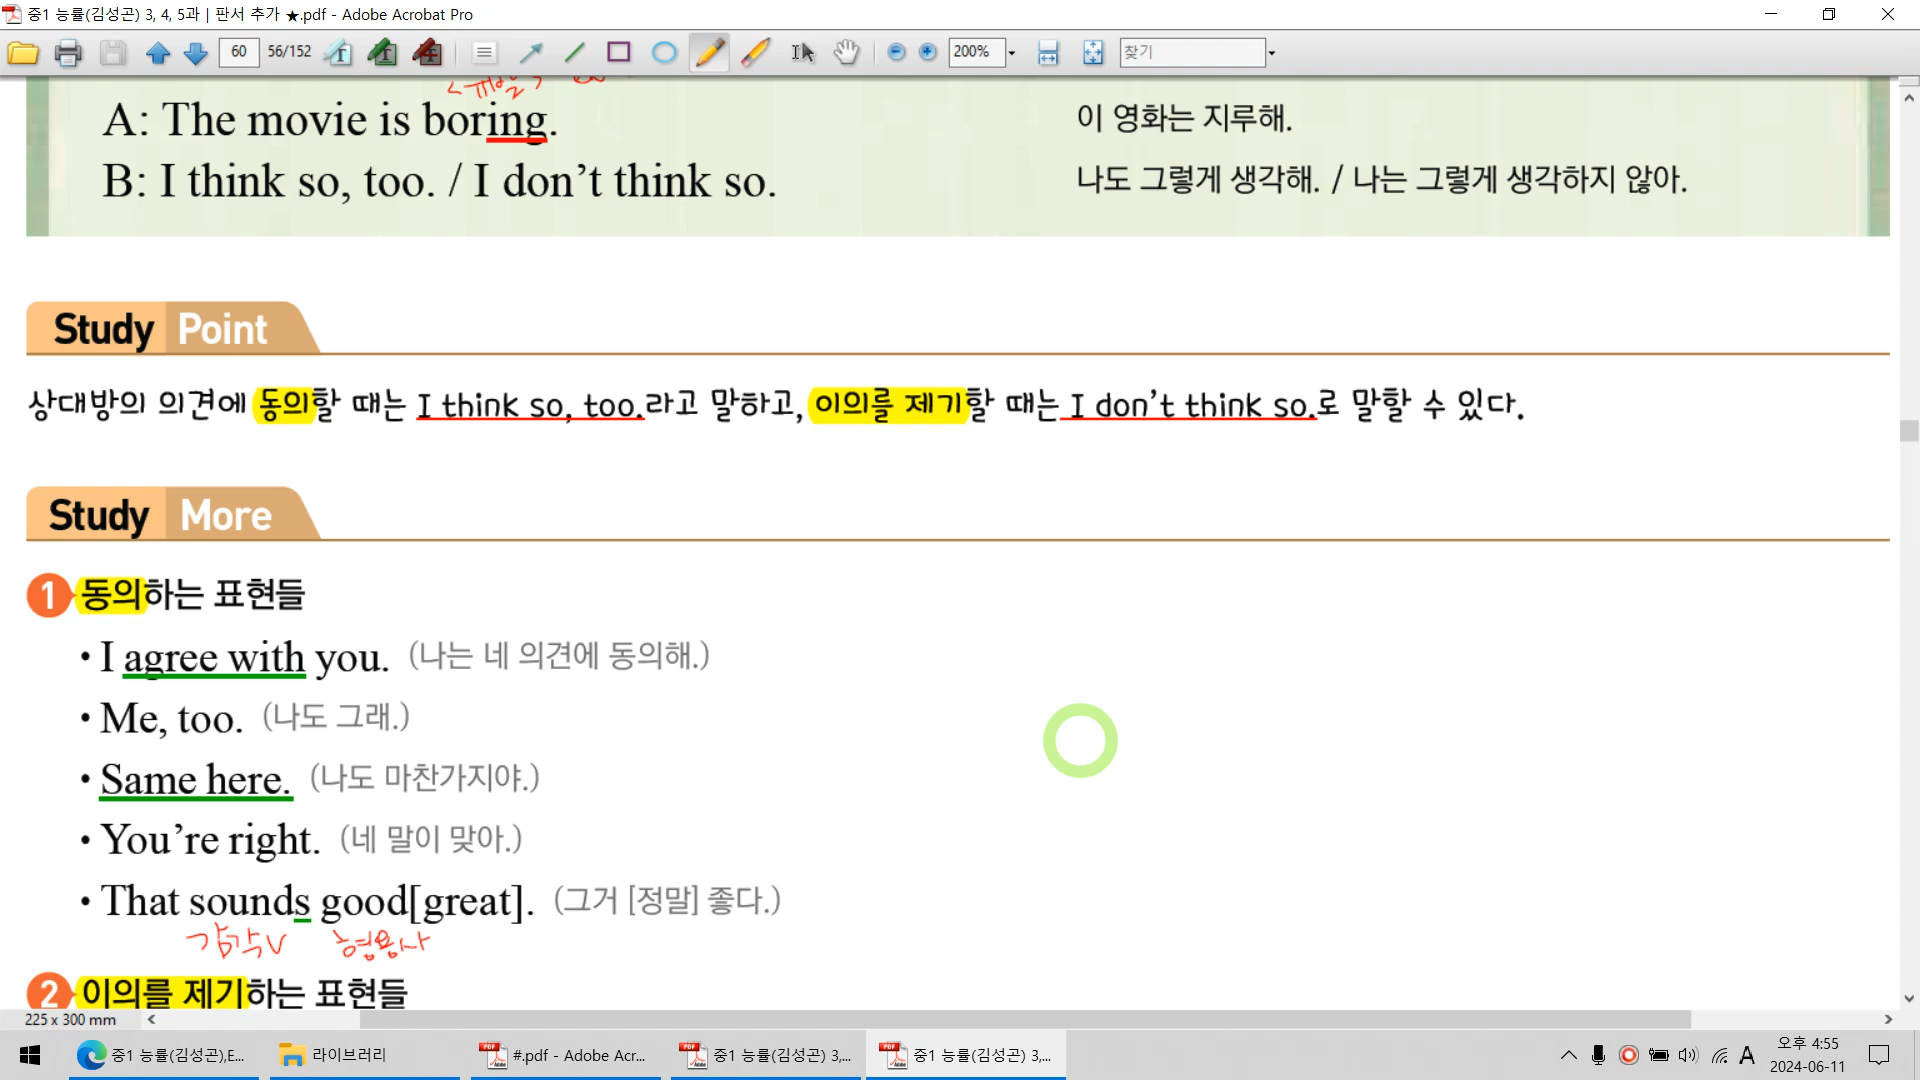 중1 능률(김성곤) 3, 4, 5과 | 판서 추가 ★.pdf - Adobe Acrobat Pro
60 56/152 200% 찾기
A: The movie is boring. 이 영화는 지루해.
B: I think so, too. / I don't think so. 나도 그렇게 생각해. / 나는 그렇게 생각하지 않아.
Study Point
상대방의 의견에 동의할 때는 I think so, too.라고 말하고, 이의를 제기할 때는 I don't think so.로 말할 수 있다.
Study More
1 동의하는 표현들
• I agree with you. (나는 네 의견에 동의해.)
• Me, too. (나도 그래.)
• Same here. (나도 마찬가지야.)
• You're right. (네 말이 맞아.)
• That sounds good[great]. (그거 [정말] 좋다.)
감각V 형용사
2 이의를 제기하는 표현들
225 x 300 mm
중1 능률(김성곤),E... 라이브러리 #.pdf - Adobe Acr... 중1 능률(김성곤) 3,... 중1 능률(김성곤) 3,... A 오후 4:55
2024-06-11